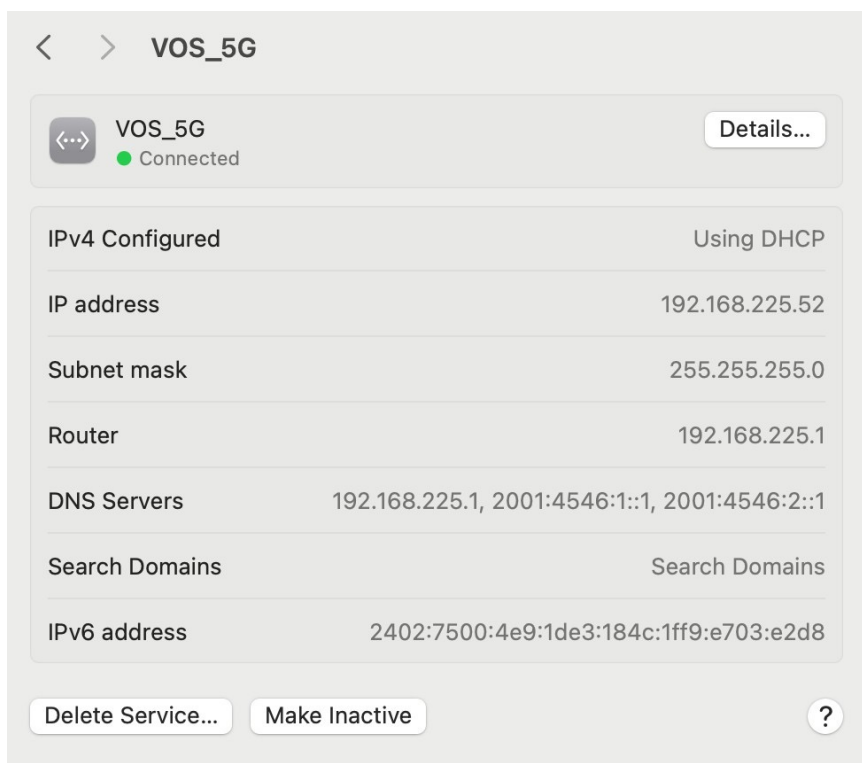 VOS_5G
VOS_5G
Details...
Connected
IPv4 Configured Using DHCP
IP address 192.168.225.52
Subnet mask 255.255.255.0
Router 192.168.225.1
DNS Servers 192.168.225.1, 2001:4546:1::1, 2001:4546:2::1
Search Domains Search Domains
IPv6 address 2402:7500:4e9:1de3:184c:1ff9:e703:e2d8
Delete Service... Make Inactive ?